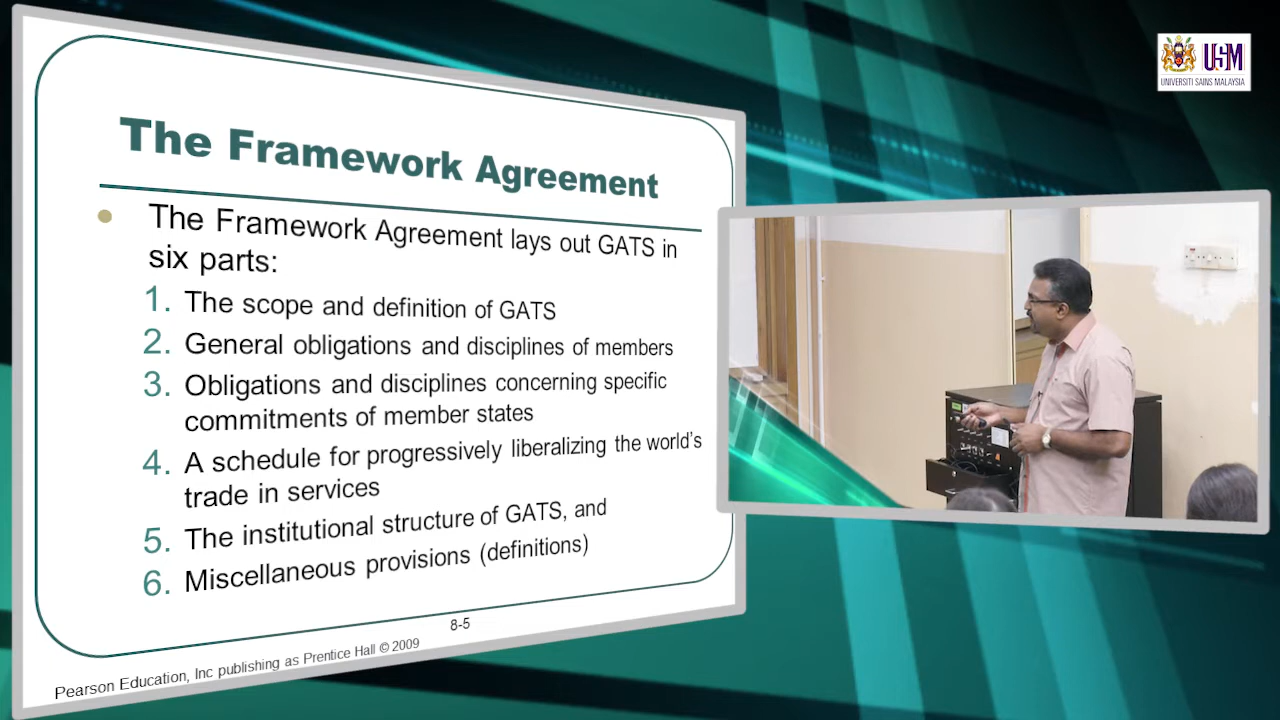 USM
UNIVERSITI SAINS MALAYSIA
The Framework Agreement
The Framework Agreement lays out GATS in
six parts:
1. The scope and definition of GATS
2. General obligations and disciplines of members
3. Obligations and disciplines concerning specific
commitments of member states
4. A schedule for progressively liberalizing the world's
trade in services
5. The institutional structure of GATS, and
6. Miscellaneous provisions (definitions)
8-5
Pearson Education, Inc publishing as Prentice Hall © 2009